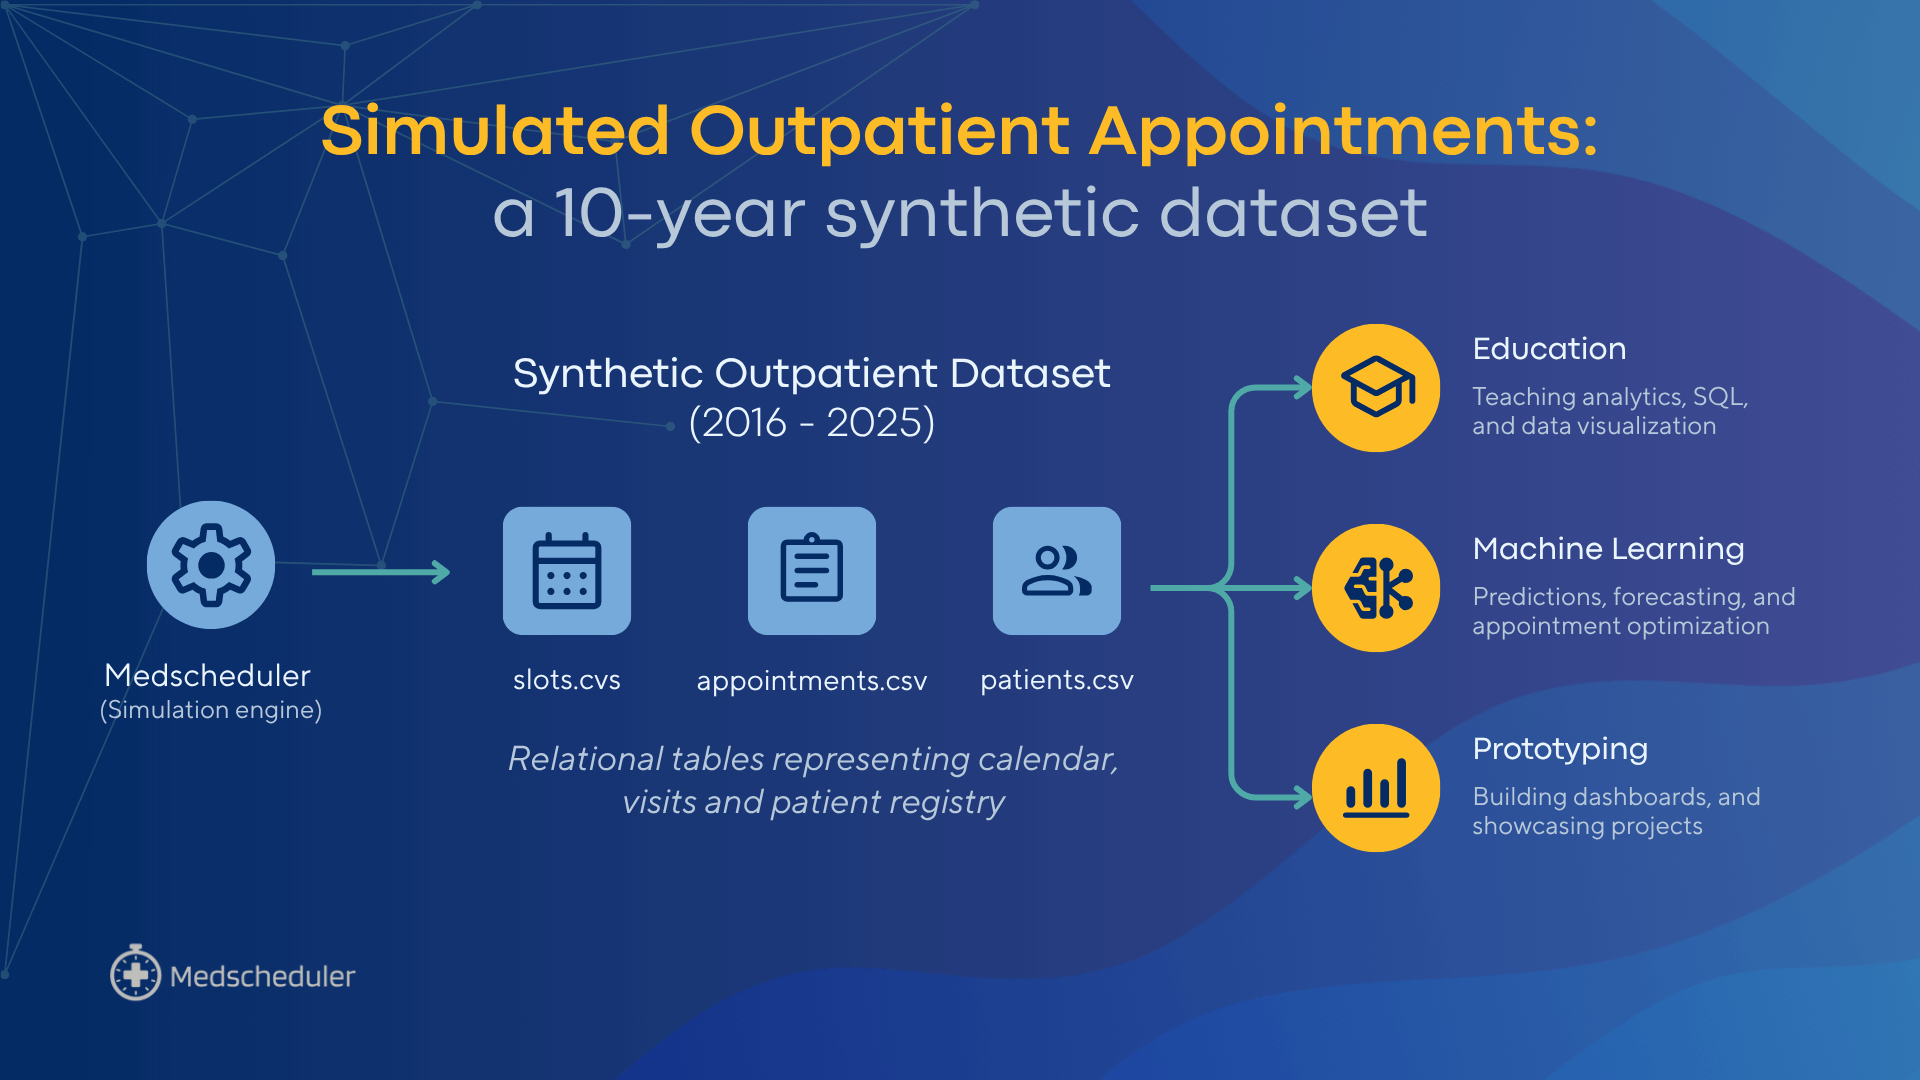 Simulated Outpatient Appointments:
a 10-year synthetic dataset
Synthetic Outpatient Dataset
(2016 - 2025)
Medscheduler
(Simulation engine)
slots.cvs
appointments.csv
patients.csv
Relational tables representing calendar,
visits and patient registry
Education
Teaching analytics, SQL,
and data visualization
Machine Learning
Predictions, forecasting, and
appointment optimization
Prototyping
Building dashboards, and
showcasing projects
Medscheduler